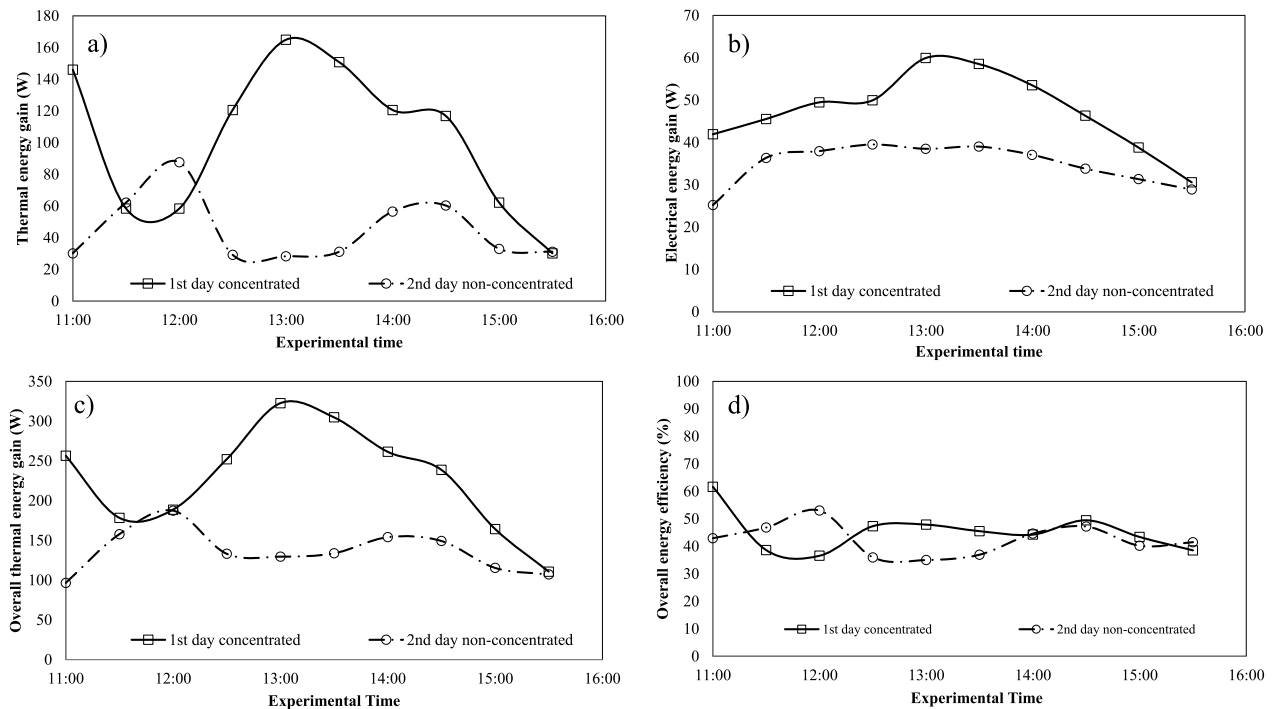 a)
Thermal energy gain (W)
180
160
140
120
100
80
60
40
20
0
1st day concentrated
2nd day non-concentrated
11:00 12:00 13:00 14:00 15:00 16:00
Experimental time
b)
Electrical energy gain (W)
70
60
50
40
30
20
10
0
1st day concentrated
2nd day non-concentrated
11:00 12:00 13:00 14:00 15:00 16:00
Experimental time
c)
Overall thermal energy gain (W)
350
300
250
200
150
100
50
0
1st day concentrated
2nd day non-concentrated
11:00 12:00 13:00 14:00 15:00 16:00
Experimental Time
d)
Overall energy efficiency (%)
100
90
80
70
60
50
40
30
20
10
0
1st day concentrated
2nd day non-concentrated
11:00 12:00 13:00 14:00 15:00 16:00
Experimental Time